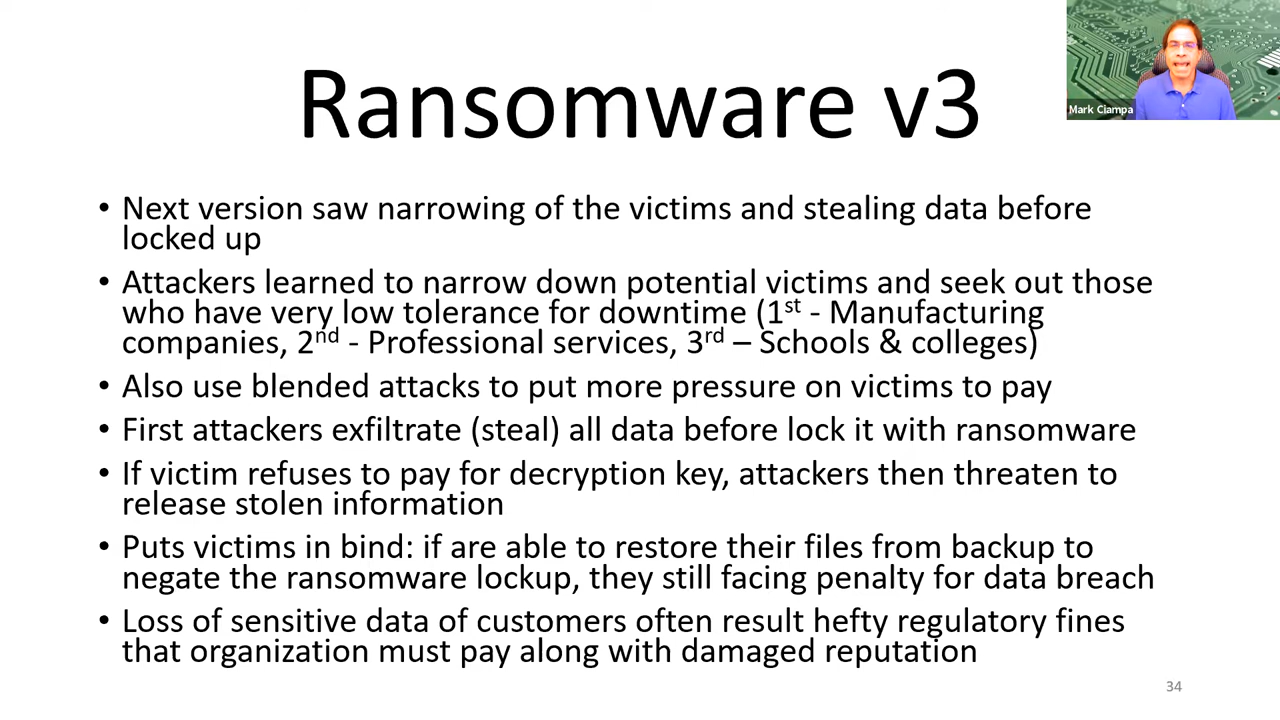 Ransomware v3
Mark Ciampa
• Next version saw narrowing of the victims and stealing data before
locked up
• Attackers learned to narrow down potential victims and seek out those
who have very low tolerance for downtime (1st - Manufacturing
companies, 2nd - Professional services, 3rd – Schools & colleges)
• Also use blended attacks to put more pressure on victims to pay
• First attackers exfiltrate (steal) all data before lock it with ransomware
• If victim refuses to pay for decryption key, attackers then threaten to
release stolen information
• Puts victims in bind: if are able to restore their files from backup to
negate the ransomware lockup, they still facing penalty for data breach
• Loss of sensitive data of customers often result hefty regulatory fines
that organization must pay along with damaged reputation
34